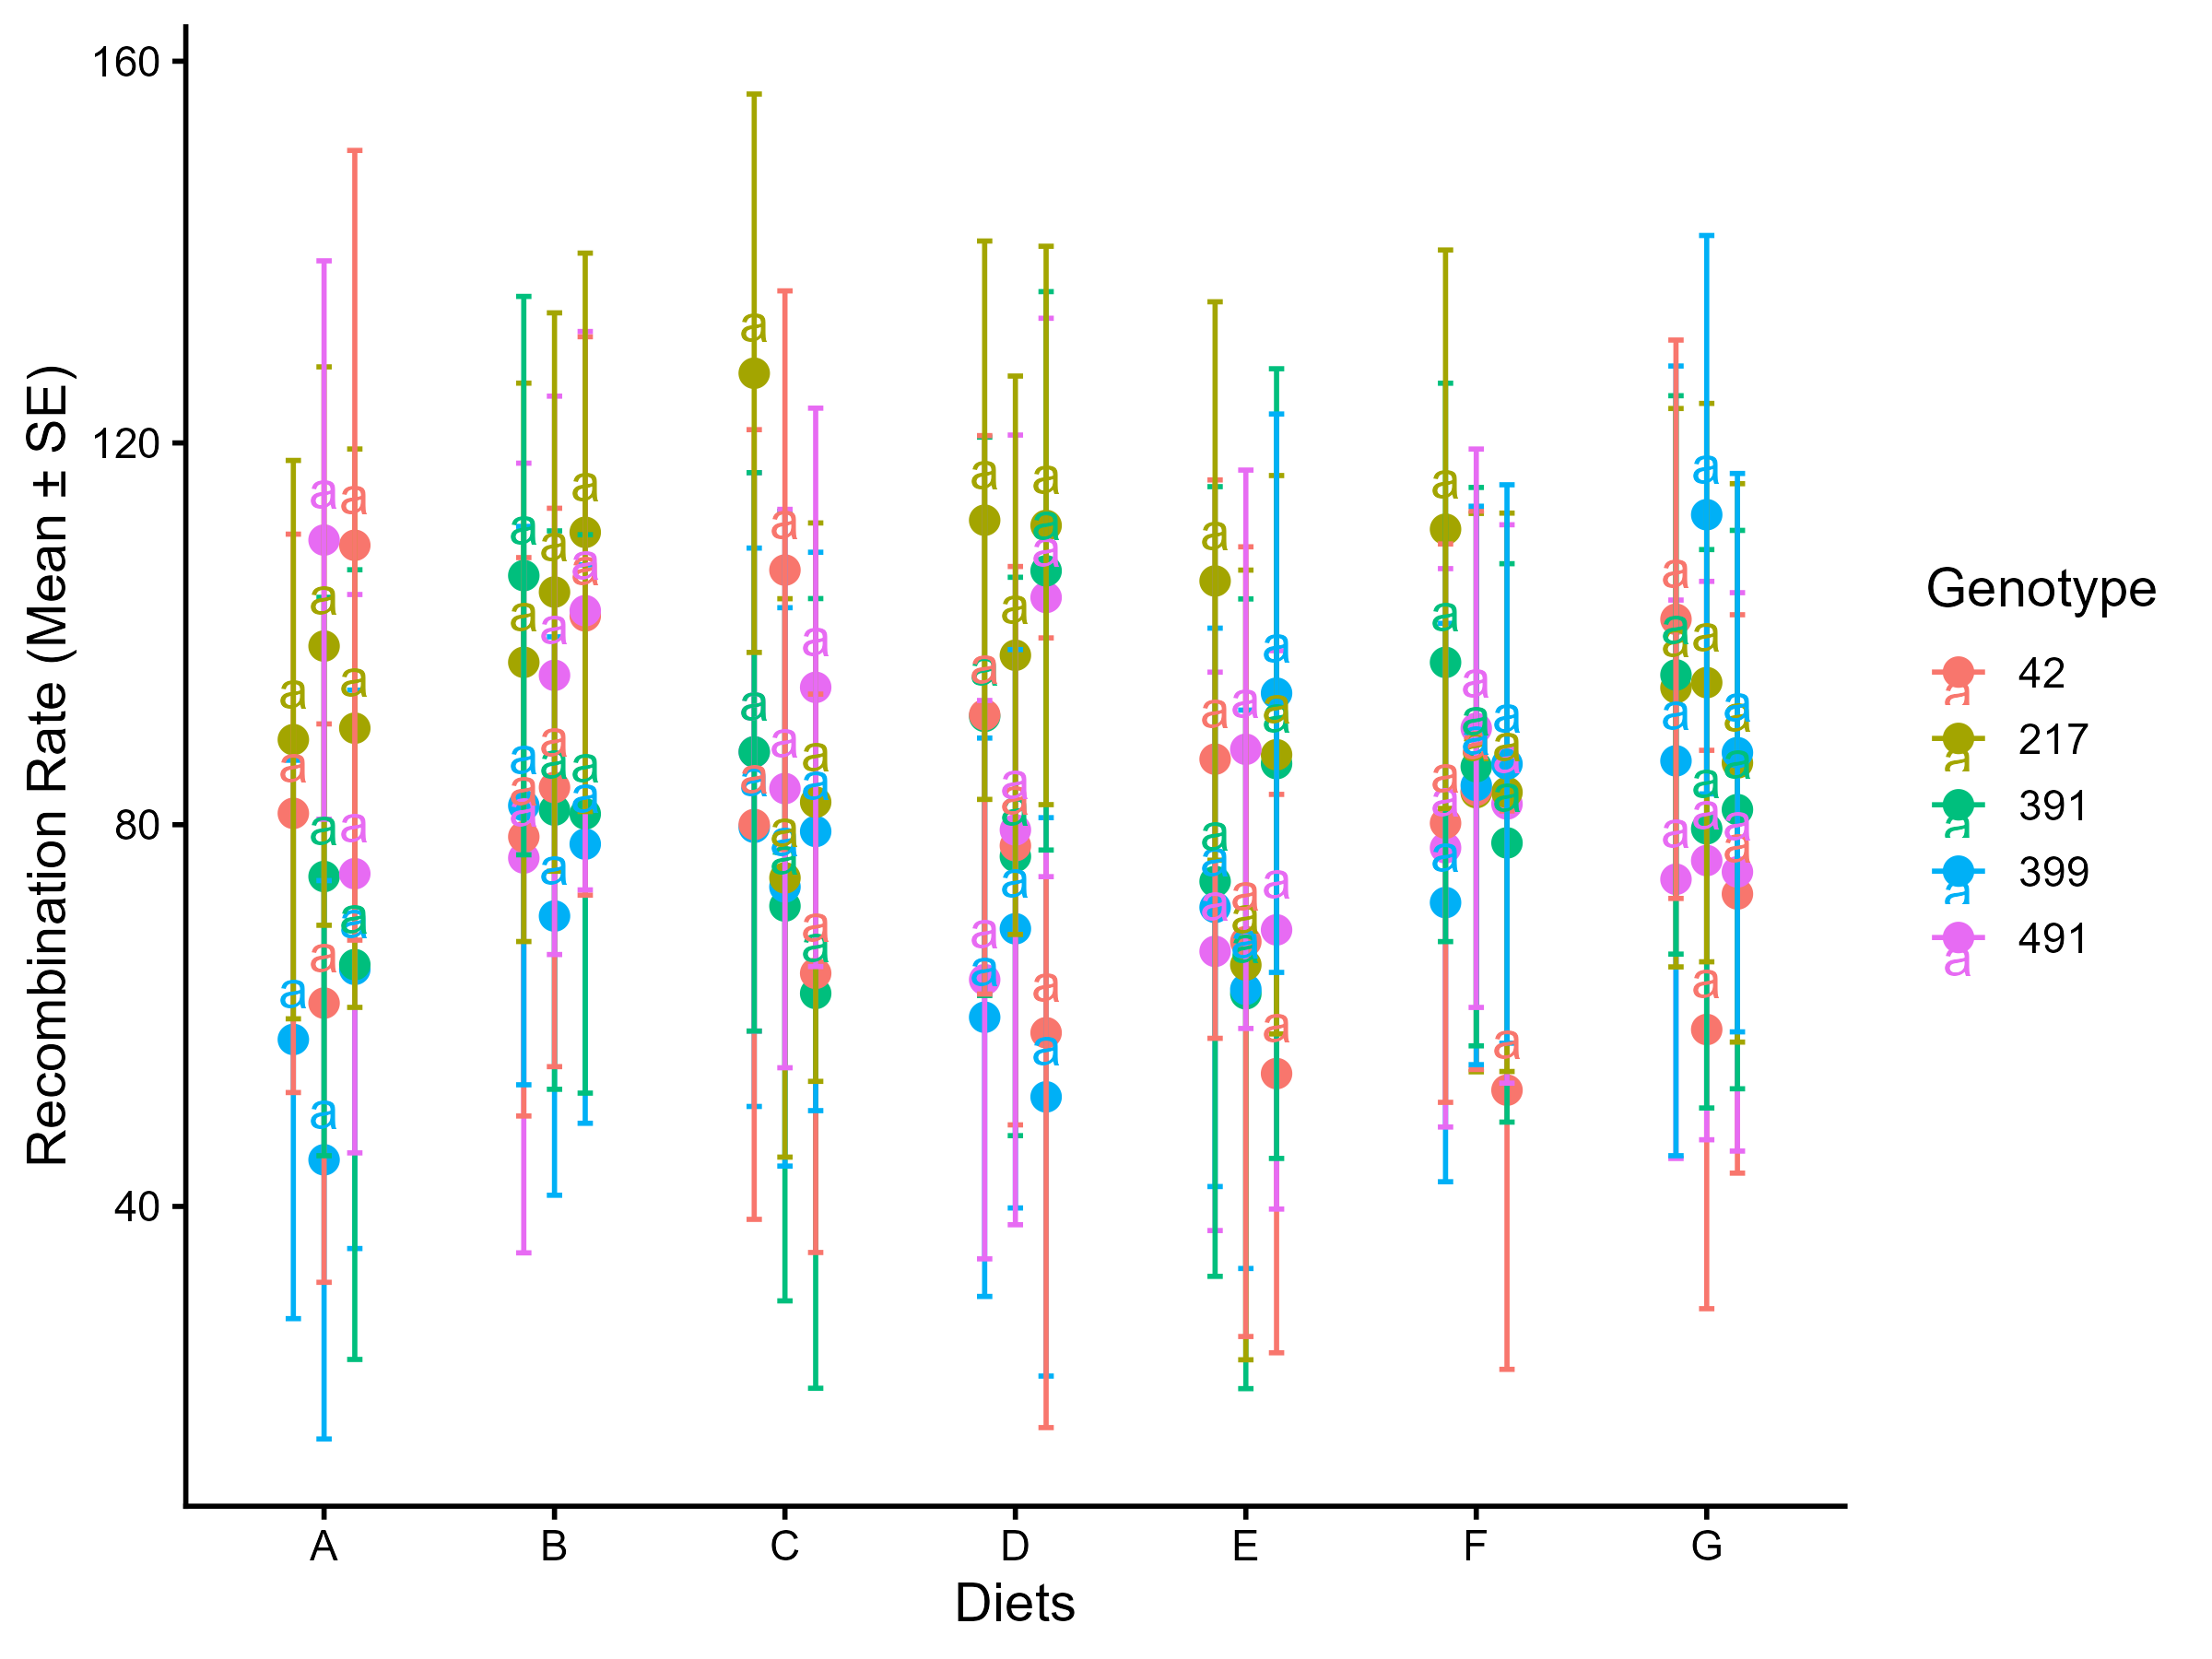 Recombination Rate (Mean ± SE)
160
120
80
40
A B C D E F G
Diets
Genotype
42
217
391
399
491
a
a
a
a
a